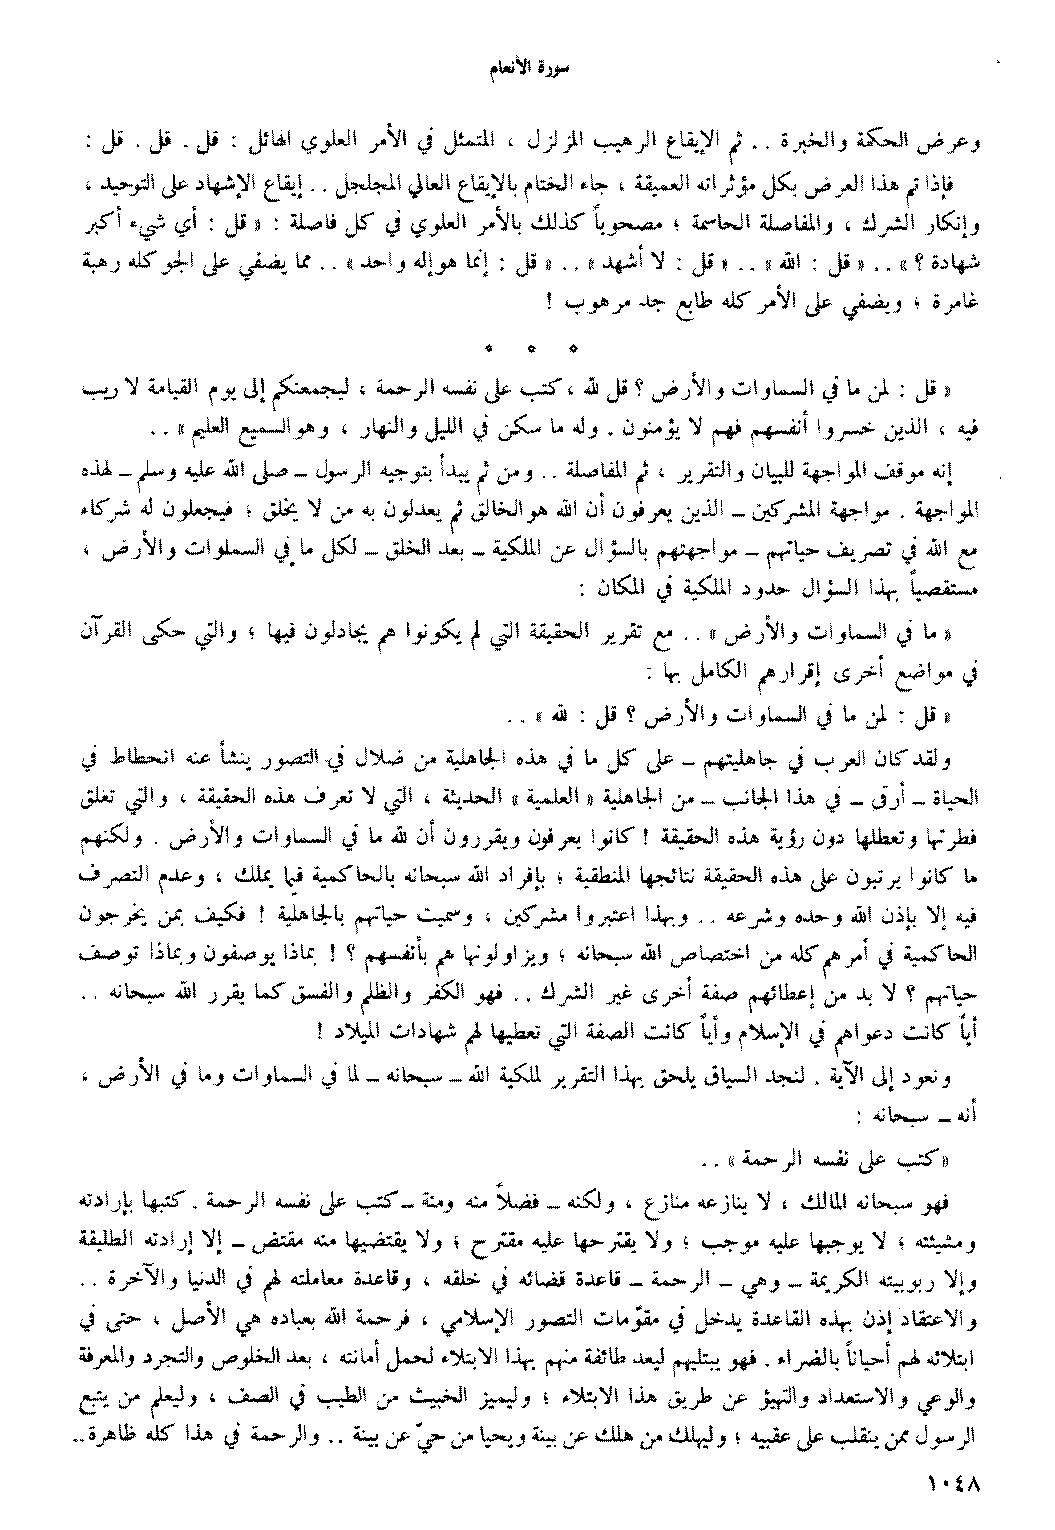 سورة الأنعام
وعرض الحكمة والخبرة .. ثم الإيقاع الرهيب المزلزل ، المتمثل في الأمر العلوي الهائل : قل . قل . قل :
فإذا تم هذا العرض بكل مؤثراته العميقة ، جاء الختام بالإيقاع العالي المجلجل .. إيقاع الإشهاد على التوحيد ،
وإنكار الشرك ، والمفاصلة الحاسمة ؛ مصحوباً كذلك بالأمر العلوي في كل فاصلة : « قل : أي شيء أكبر
شهادة ؟ » .. « قل : الله » .. « قل : لا أشهد » .. « قل : إنما هو إله واحد » .. مما يضفي على الجو كله رهبة
غامرة ؛ ويضفي على الأمر كله طابع جد مرهوب !
* * *
« قل : لمن ما في السماوات والأرض ؟ قل لله ، كتب على نفسه الرحمة ، ليجمعنكم إلى يوم القيامة لا ريب
فيه ، الذين خسروا أنفسهم فهم لا يؤمنون . وله ما سكن في الليل والنهار ، وهو السميع العليم » ..
إنه موقف المواجهة للبيان والتقرير ، ثم المفاصلة .. ومن ثم يبدأ بتوجيه الرسول – صلى الله عليه وسلم – لهذه
المواجهة . مواجهة المشركين – الذين يعرفون أن الله هو الخالق ثم يعدلون به من لا يخلق ؛ فيجعلون له شركاء
مع الله في تصريف حياتهم – مواجهتهم بالسؤال عن الملكية – بعد الخلق – لكل ما في السماوات والأرض ،
مستقصياً بهذا السؤال حدود الملكية في المكان :
« ما في السماوات والأرض » .. مع تقرير الحقيقة التي لم يكونوا هم يجادلون فيها ؛ والتي حكى القرآن
في مواضع أخرى إقرارهم الكامل بها :
« قل : لمن ما في السماوات والأرض ؟ قل : لله » ..
ولقد كان العرب في جاهليتهم – على كل ما في هذه الجاهلية من ضلال في التصور ينشأ عنه انحطاط في
الحياة – أرقى – في هذا الجانب – من الجاهلية « العلمية » الحديثة ، التي لا تعرف هذه الحقيقة ، والتي تغلق
فطرتها وتعطلها دون رؤية هذه الحقيقة ! كانوا يعرفون ويقررون أن لله ما في السماوات والأرض . ولكنهم
ما كانوا يرتبون على هذه الحقيقة نتائجها المنطقية ؛ بإفراد الله سبحانه بالحاكمية فيما يملك ، وعدم التصرف
فيه إلا بإذن الله وحده وشرعه .. وبهذا اعتبروا مشركين ، وسميت حياتهم بالجاهلية ! فكيف بمن يخرجون
الحاكمية في أمرهم كله من اختصاص الله سبحانه ؛ ويزاولونها هم بأنفسهم ؟ ! بماذا يوصفون وبماذا توصف
حياتهم ؟ لا بد من إعطائهم صفة أخرى غير الشرك .. فهو الكفر والظلم والفسق كما يقرر الله سبحانه ..
أياً كانت دعواهم في الإسلام وأياً كانت الصفة التي تعطيها لهم شهادات الميلاد !
ونعود إلى الآية . لنجد السياق يلحق بهذا التقرير لملكية الله – سبحانه – لما في السماوات وما في الأرض ،
أنه – سبحانه :
« كتب على نفسه الرحمة » ..
فهو سبحانه المالك ، لا ينازعه منازع ، ولكنه – فضلاً منه ومنة – كتب على نفسه الرحمة . كتبها بإرادته
ومشيئته ؛ لا يوجبها عليه موجب ؛ ولا يقترحها عليه مقترح ؛ ولا يقتضيها منه مقتض – إلا إرادته الطليقة
وإلا ربوبيته الكريمة – وهي – الرحمة – قاعدة قضائه في خلقه ، وقاعدة معاملته لهم في الدنيا والآخرة ..
والاعتقاد إذن بهذه القاعدة يدخل في مقوّمات التصور الإسلامي ، فرحمة الله بعباده هي الأصل ، حتى في
ابتلائه لهم أحياناً بالضراء . فهو يبتليهم ليعد طائفة منهم بهذا الابتلاء لحمل أمانته ، بعد الخلوص والتجرد والمعرفة
والوعي والاستعداد والتهيؤ عن طريق هذا الابتلاء ؛ وليميز الخبيث من الطيب في الصف ، وليعلم من يتبع
الرسول ممن ينقلب على عقبيه ؛ وليهلك من هلك عن بينة ويحيا من حيّ عن بينة .. والرحمة في هذا كله ظاهرة ..
١٠٤٨